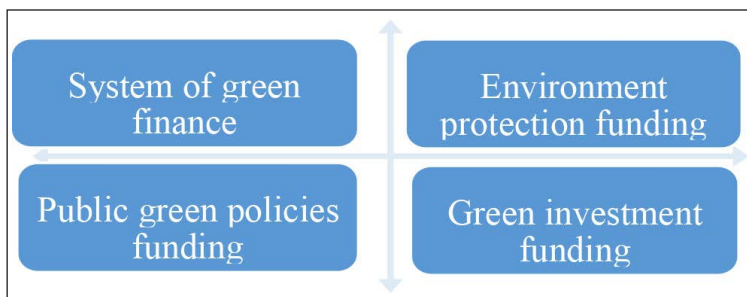 System of green
finance
Environment
protection funding
Public green policies
funding
Green investment
funding